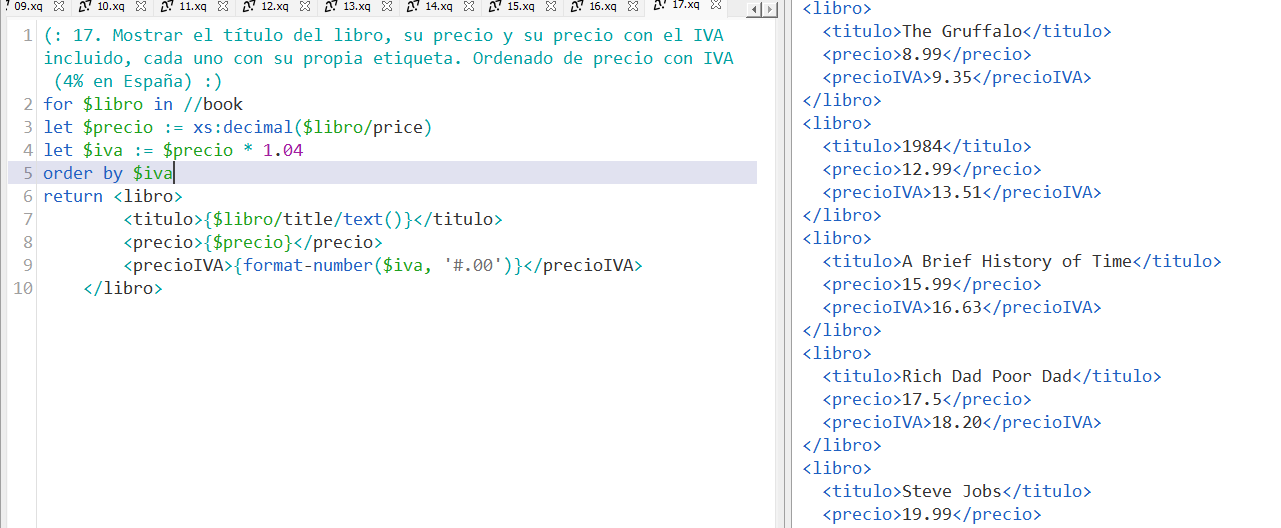 09.xq 10.xq 11.xq 12.xq 13.xq 14.xq 15.xq 16.xq 17.xq
1 (: 17. Mostrar el título del libro, su precio y su precio con el IVA
incluido, cada uno con su propia etiqueta. Ordenado de precio con IVA
(4% en España) :)
2 for $libro in //book
3 let $precio := xs:decimal($libro/price)
4 let $iva := $precio * 1.04
5 order by $iva
6 return <libro>
7 <titulo>{$libro/title/text()}</titulo>
8 <precio>{$precio}</precio>
9 <precioIVA>{format-number($iva, '#.00')}</precioIVA>
10 </libro>
<libro>
<titulo>The Gruffalo</titulo>
<precio>8.99</precio>
<precioIVA>9.35</precioIVA>
</libro>
<libro>
<titulo>1984</titulo>
<precio>12.99</precio>
<precioIVA>13.51</precioIVA>
</libro>
<libro>
<titulo>A Brief History of Time</titulo>
<precio>15.99</precio>
<precioIVA>16.63</precioIVA>
</libro>
<libro>
<titulo>Rich Dad Poor Dad</titulo>
<precio>17.5</precio>
<precioIVA>18.20</precioIVA>
</libro>
<libro>
<titulo>Steve Jobs</titulo>
<precio>19.99</precio>